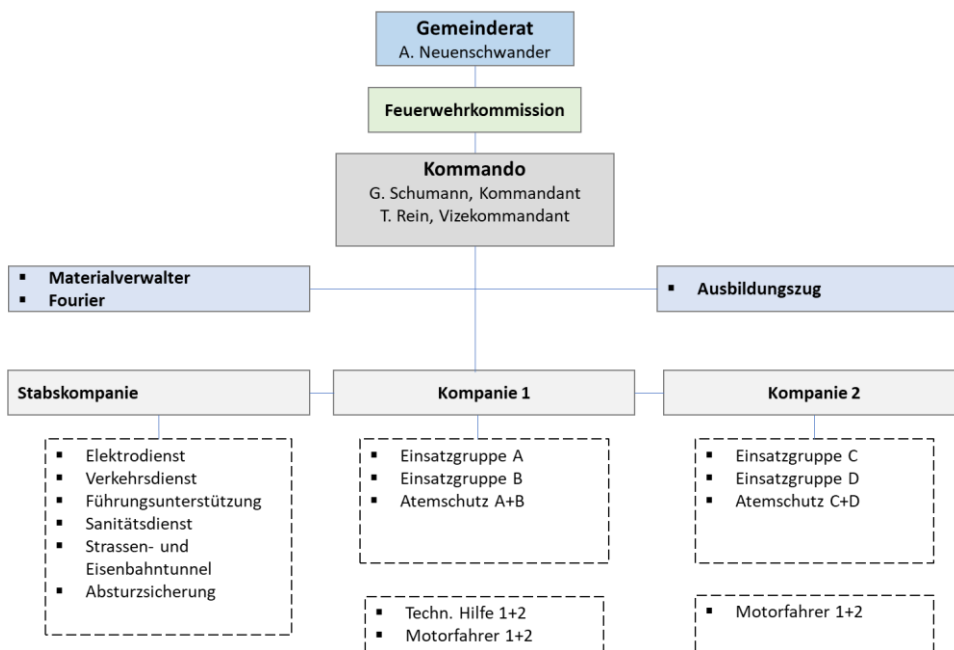 Gemeinderat
A. Neuenschwander
Feuerwehrkommission
Kommando
G. Schumann, Kommandant
T. Rein, Vizekommandant
▪ Materialverwalter
▪ Fourier
▪ Ausbildungszug
Stabskompanie
Kompanie 1
Kompanie 2
▪ Elektrodienst
▪ Verkehrsdienst
▪ Führungsunterstützung
▪ Sanitätsdienst
▪ Strassen- und
Eisenbahntunnel
▪ Absturzsicherung
▪ Einsatzgruppe A
▪ Einsatzgruppe B
▪ Atemschutz A+B
▪ Techn. Hilfe 1+2
▪ Motorfahrer 1+2
▪ Einsatzgruppe C
▪ Einsatzgruppe D
▪ Atemschutz C+D
▪ Motorfahrer 1+2